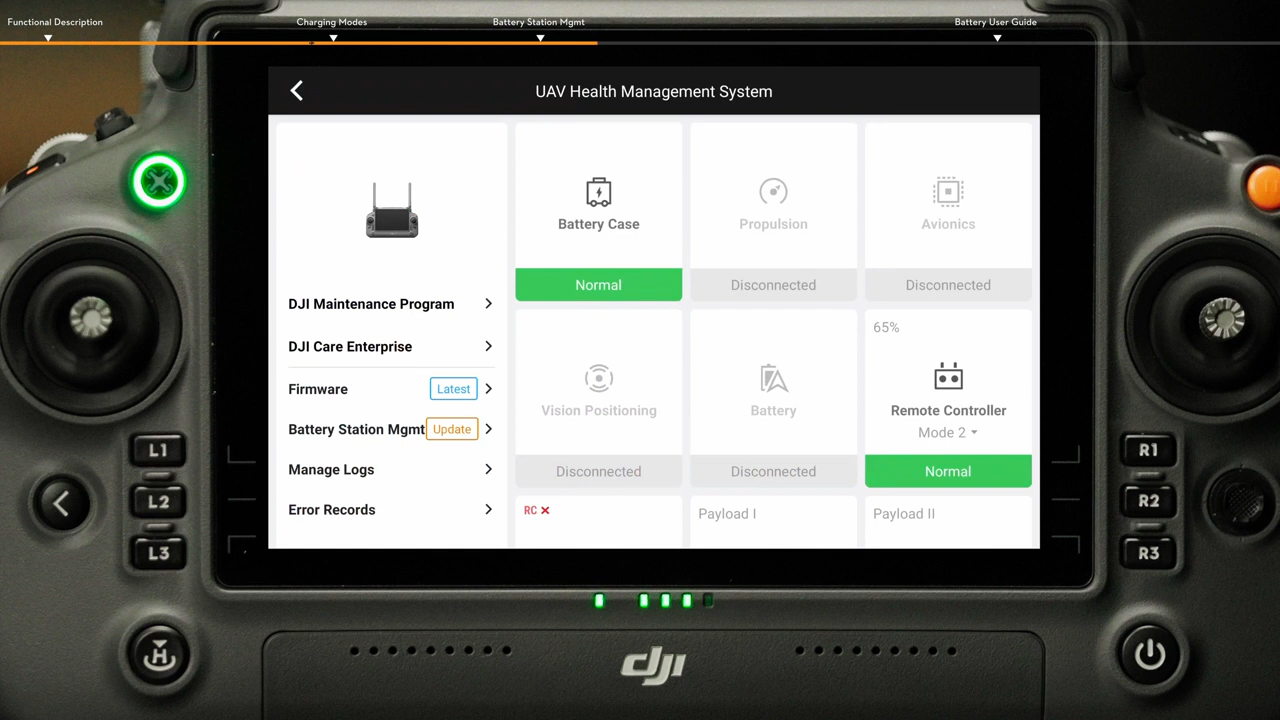 Functional Description
Charging Modes
Battery Station Mgmt
Battery User Guide
UAV Health Management System
DJI Maintenance Program
DJI Care Enterprise
Firmware Latest
Battery Station Mgmt Update
Manage Logs
Error Records
Battery Case
Normal
Propulsion
Disconnected
Avionics
Disconnected
Vision Positioning
Disconnected
Battery
Disconnected
65%
Remote Controller
Mode 2
Normal
RC
Payload I
Payload II
L1
L2
L3
R1
R2
R3
H
dji